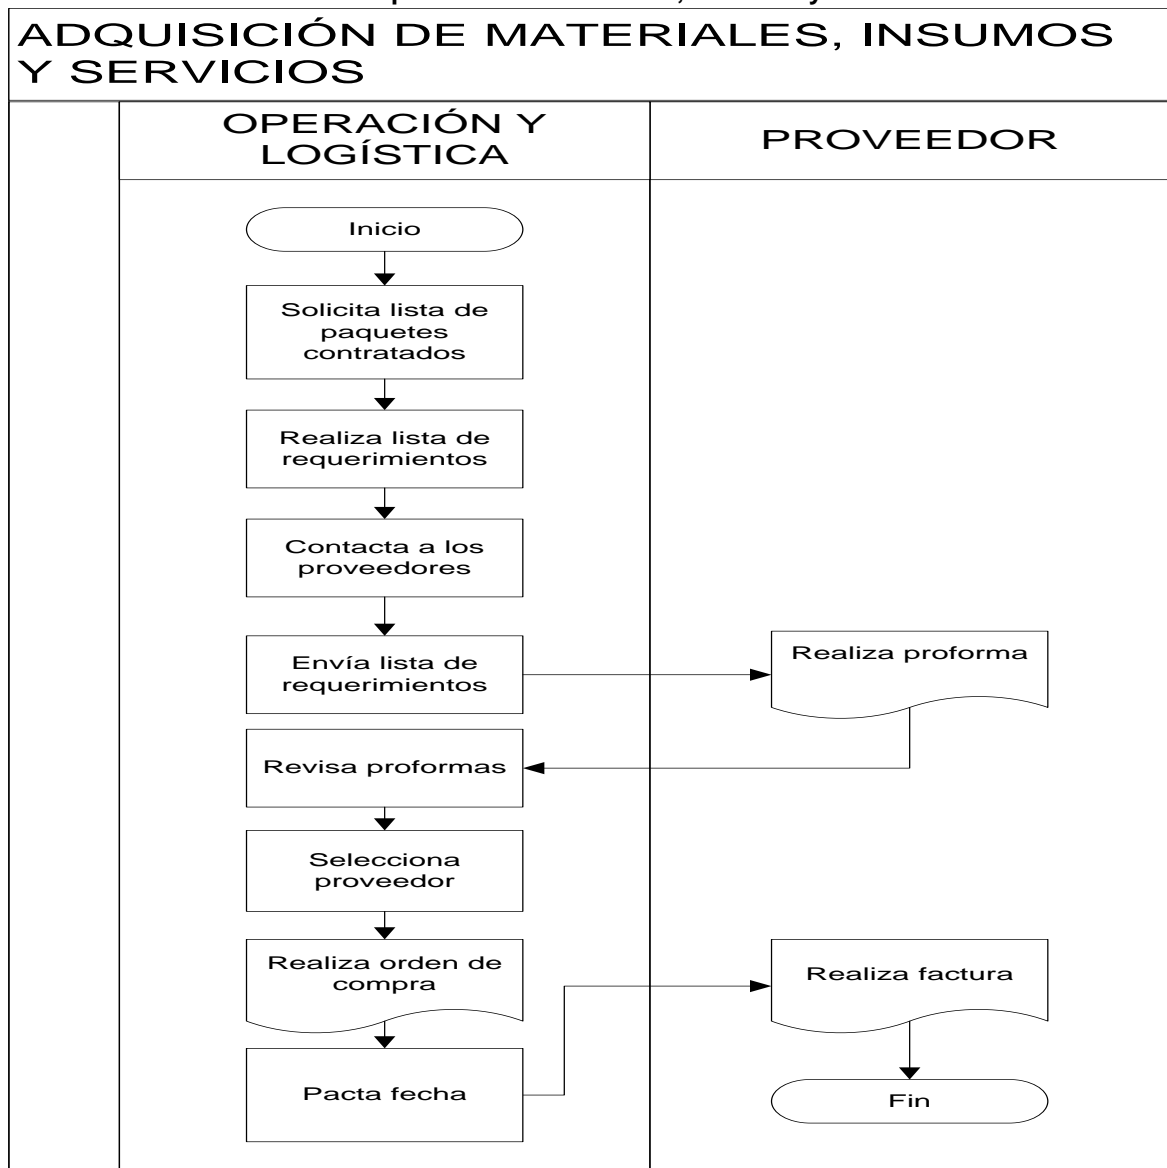 ADQUISICIÓN DE MATERIALES, INSUMOS
Y SERVICIOS
OPERACIÓN Y
LOGÍSTICA
PROVEEDOR
Inicio
Solicita lista de
paquetes
contratados
Realiza lista de
requerimientos
Contacta a los
proveedores
Envía lista de
requerimientos
Realiza proforma
Revisa proformas
Selecciona
proveedor
Realiza orden de
compra
Realiza factura
Pacta fecha
Fin